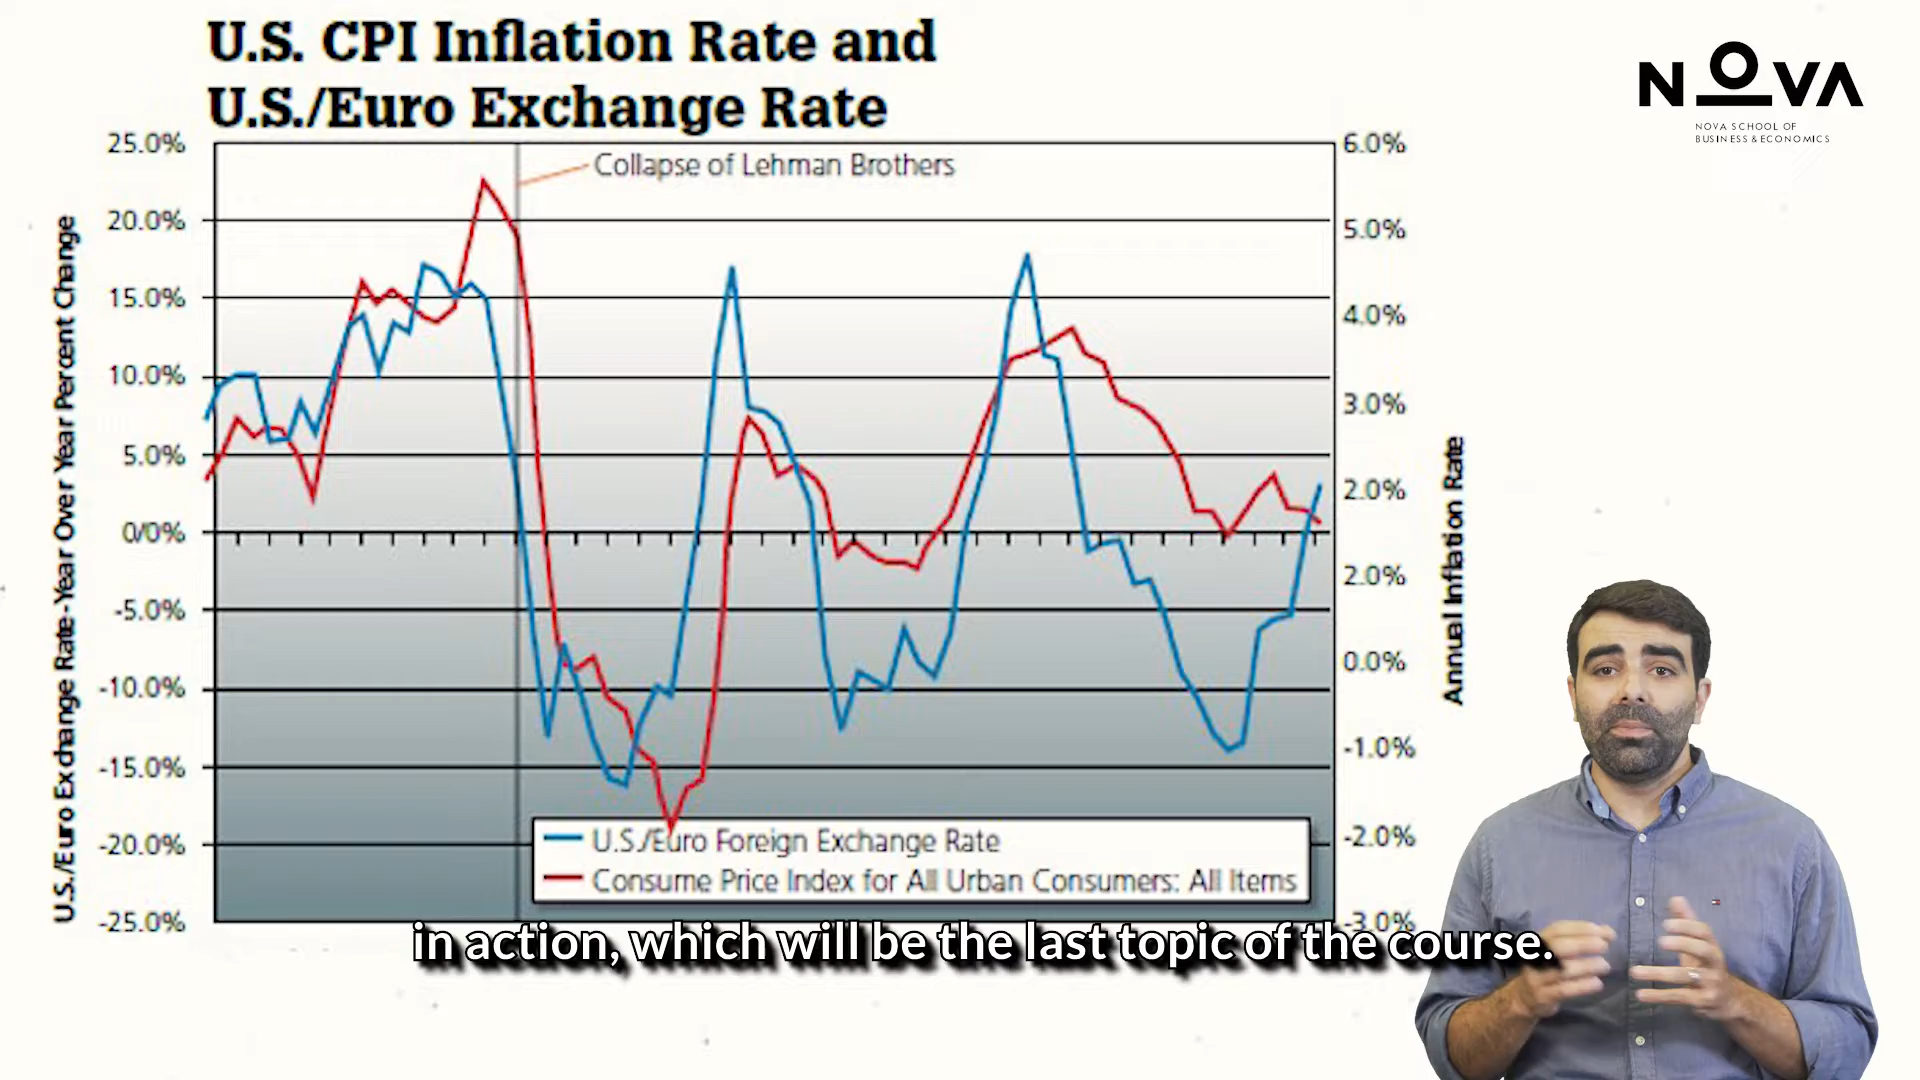 U.S. CPI Inflation Rate and
U.S./Euro Exchange Rate
NOVA
NOVA SCHOOL OF
BUSINESS & ECONOMICS
25.0%
20.0%
15.0%
10.0%
5.0%
0/0%
-5.0%
-10.0%
-15.0%
-20.0%
-25.0%
U.S./Euro Exchange Rate-Year Over Year Percent Change
Collapse of Lehman Brothers
6.0%
5.0%
4.0%
3.0%
2.0%
2.0%
0.0%
-1.0%
-2.0%
-3.0%
Annual Inflation Rate
U.S./Euro Foreign Exchange Rate
Consume Price Index for All Urban Consumers: All Items
in action, which will be the last topic of the course.